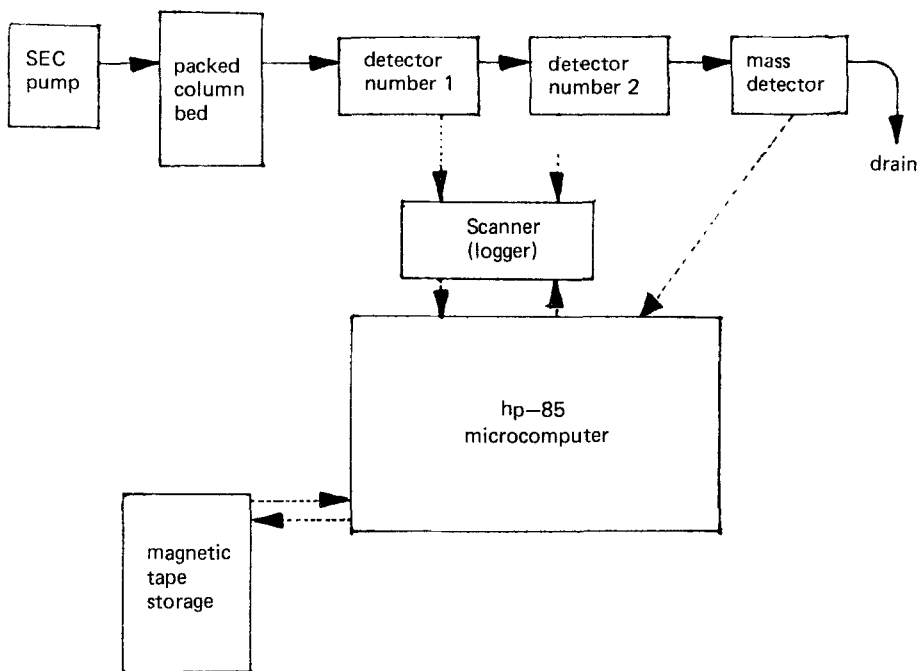 SEC
pump
packed
column
bed
detector
number 1
detector
number 2
mass
detector
drain
Scanner
(logger)
hp–85
microcomputer
magnetic
tape
storage